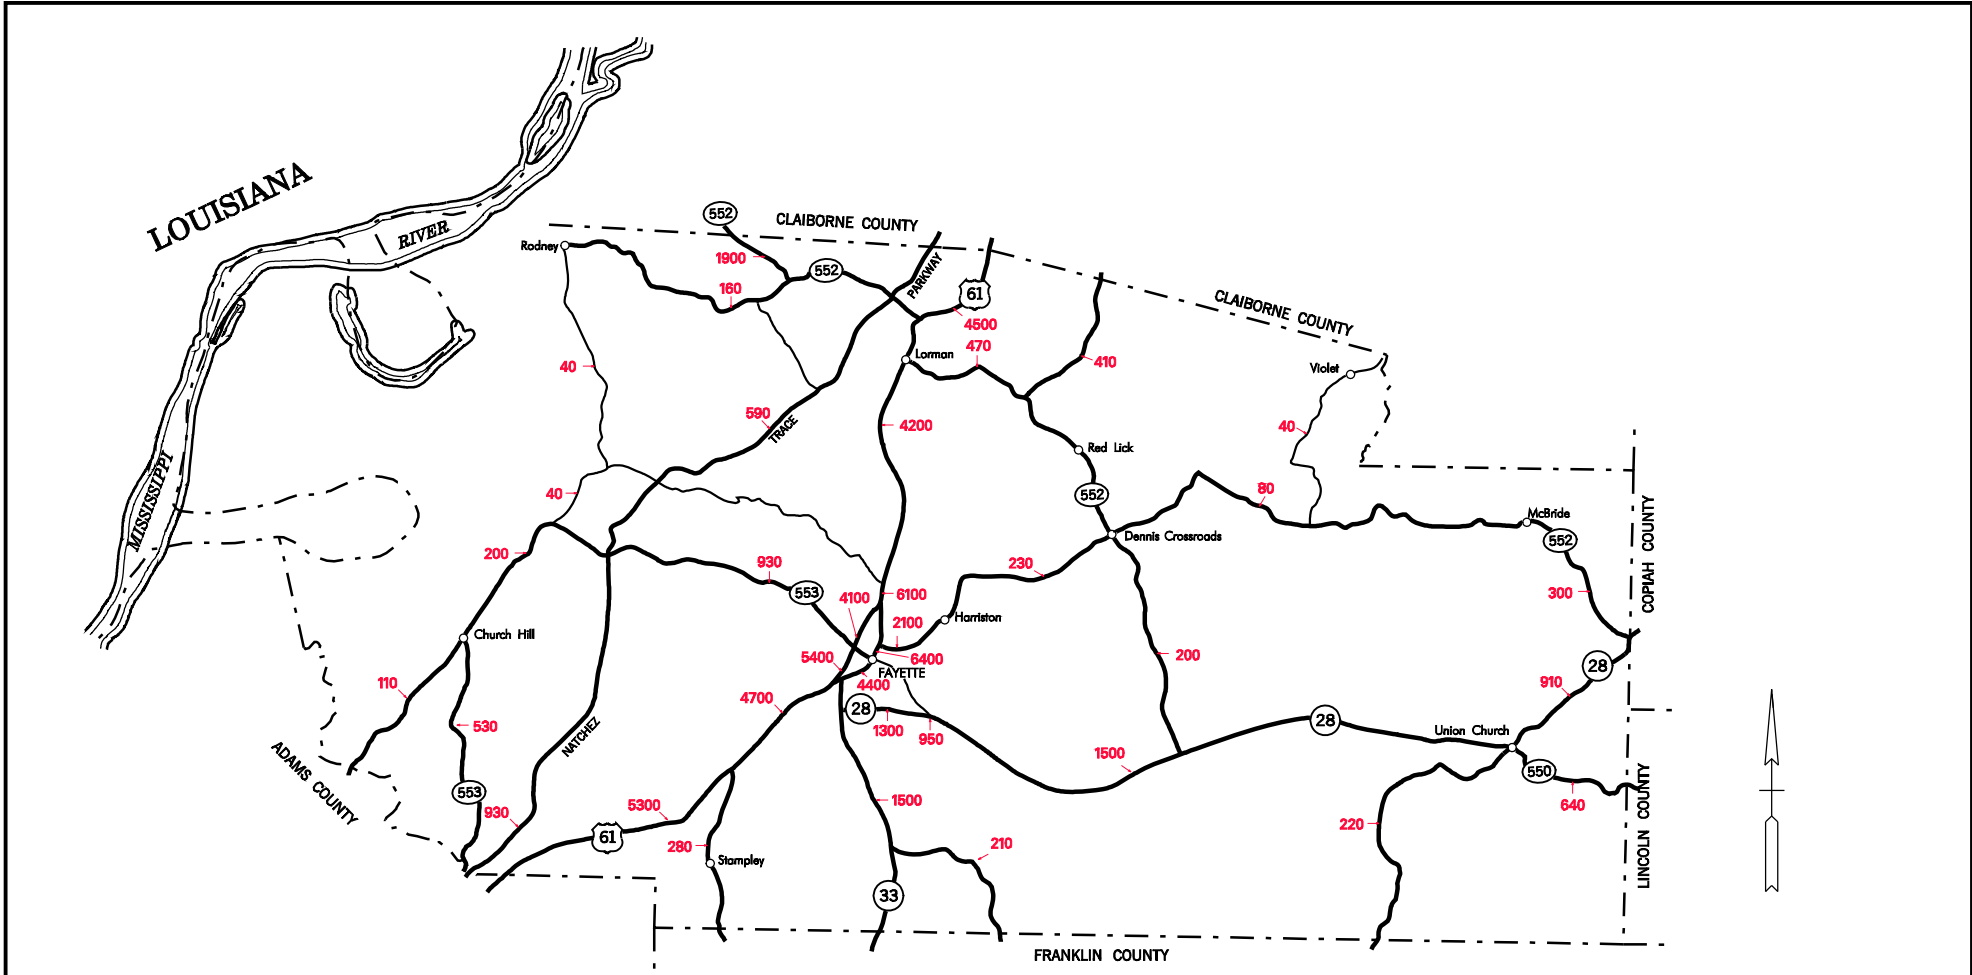 LOUISIANA
RIVER
MISSISSIPPI
552
CLAIBORNE COUNTY
Rodney
1900
552
PARKWAY
160
61
CLAIBORNE COUNTY
4500
470
Lorman
40
410
Violet
590
TRACE
4200
40
Red Lick
40
552
80
McBride
COPIAH COUNTY
Dennis Crossroads
552
200
930
230
553
4100
6100
300
2100
Harriston
Church Hill
5400
6400
200
FAYETTE
28
110
4400
910
4700
28
530
1300
950
28
Union Church
NATCHEZ
1500
550
ADAMS COUNTY
553
640
LINCOLN COUNTY
930
5300
1500
220
61
280
210
Stampley
33
FRANKLIN COUNTY